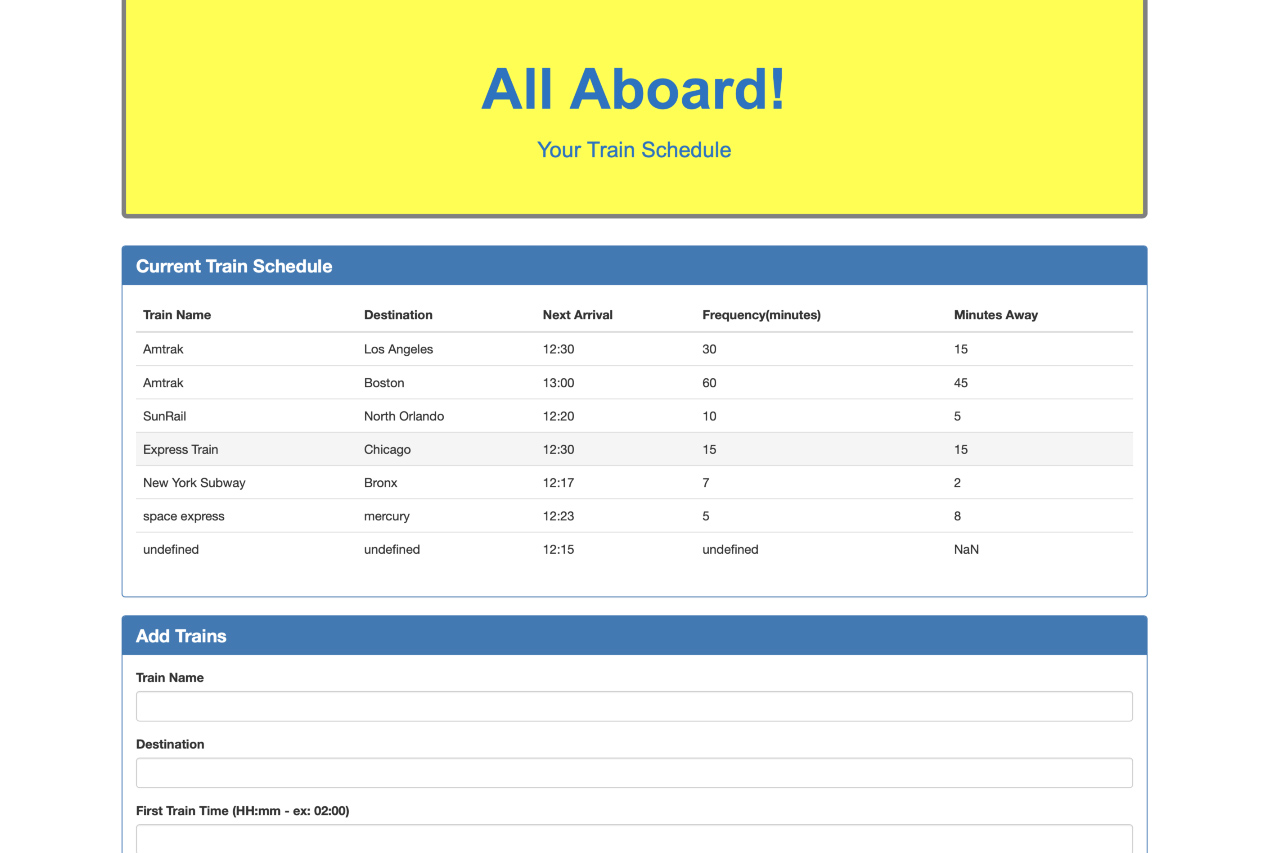 All Aboard!
Your Train Schedule
Current Train Schedule
Train Name Destination Next Arrival Frequency(minutes) Minutes Away
Amtrak Los Angeles 12:30 30 15
Amtrak Boston 13:00 60 45
SunRail North Orlando 12:20 10 5
Express Train Chicago 12:30 15 15
New York Subway Bronx 12:17 7 2
space express mercury 12:23 5 8
undefined undefined 12:15 undefined NaN
Add Trains
Train Name
Destination
First Train Time (HH:mm - ex: 02:00)